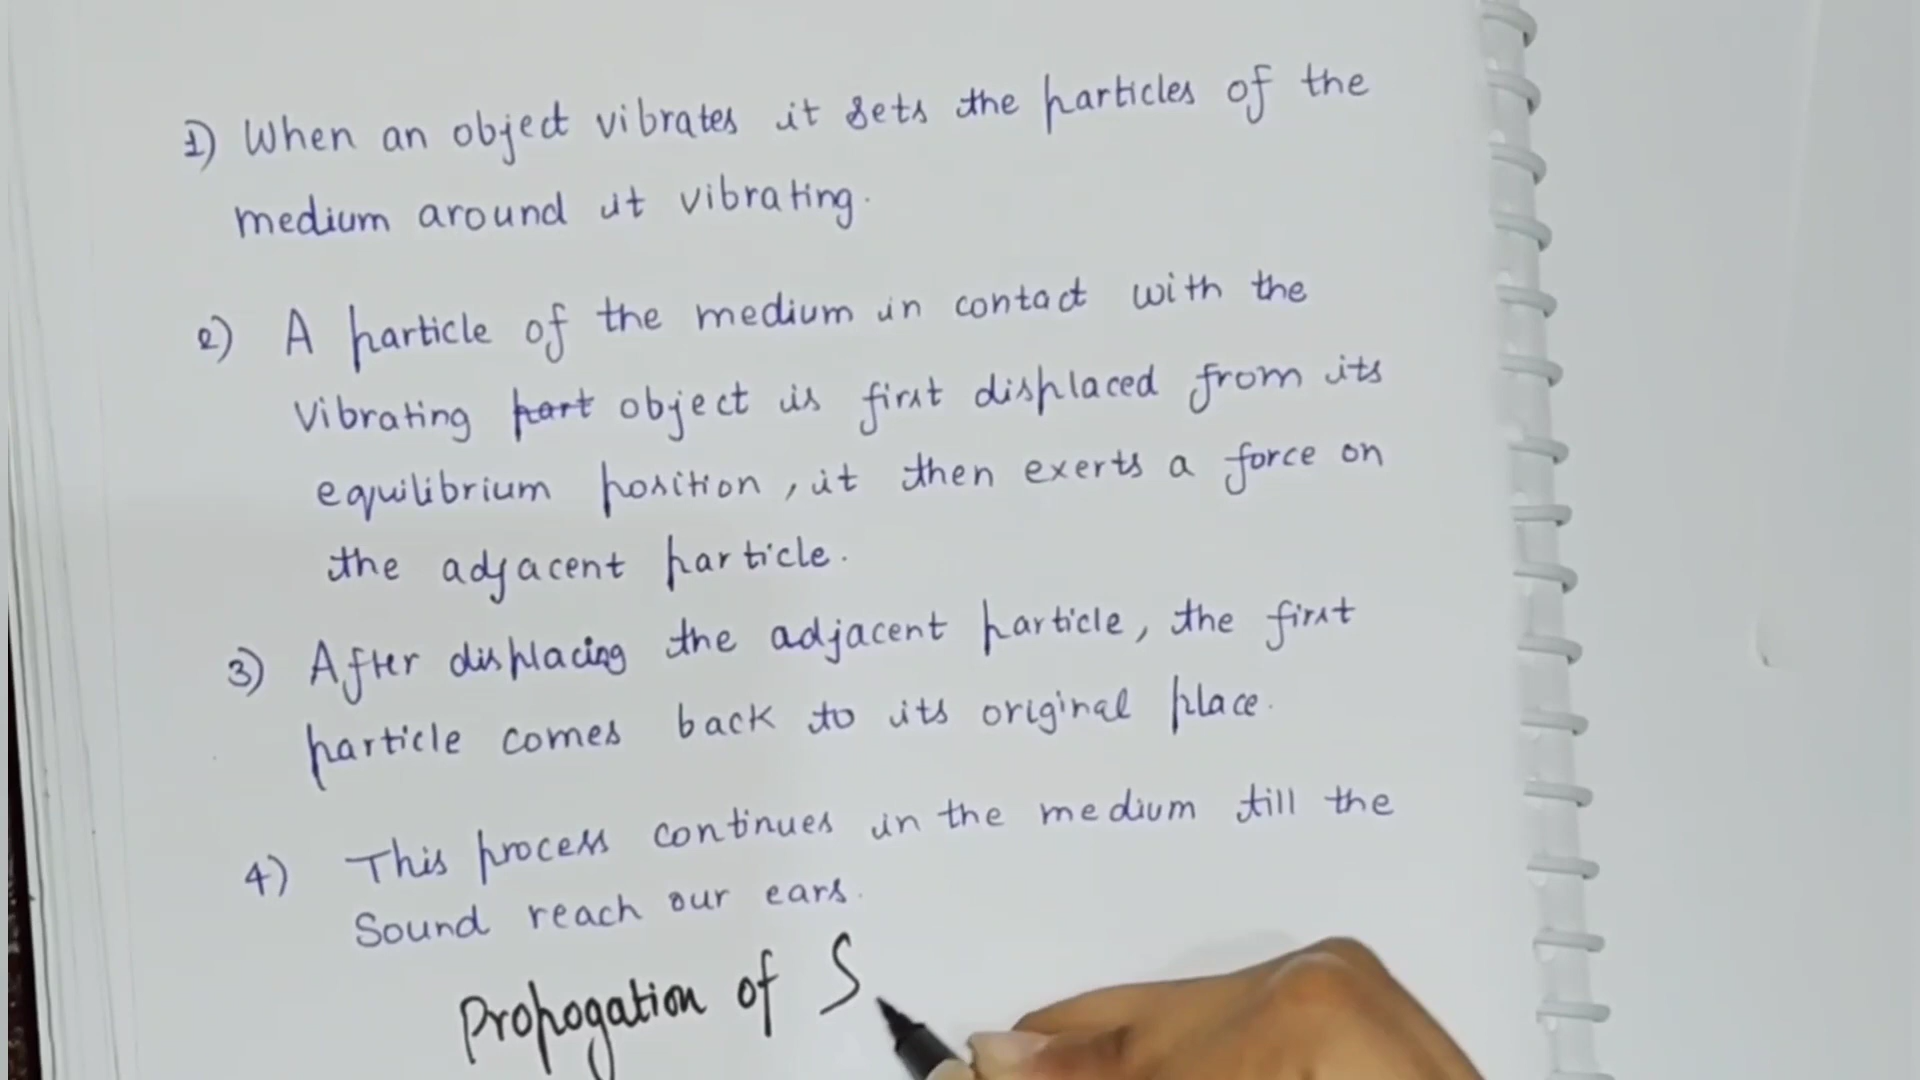 1) When an object vibrates it sets the particles of the
medium around it vibrating.
2) A particle of the medium in contact with the
vibrating part object is first displaced from its
equilibrium position, it then exerts a force on
the adjacent particle.
3) After displacing the adjacent particle, the first
particle comes back to its original place.
4) This process continues in the medium till the
Sound reach our ears.
Propogation of S